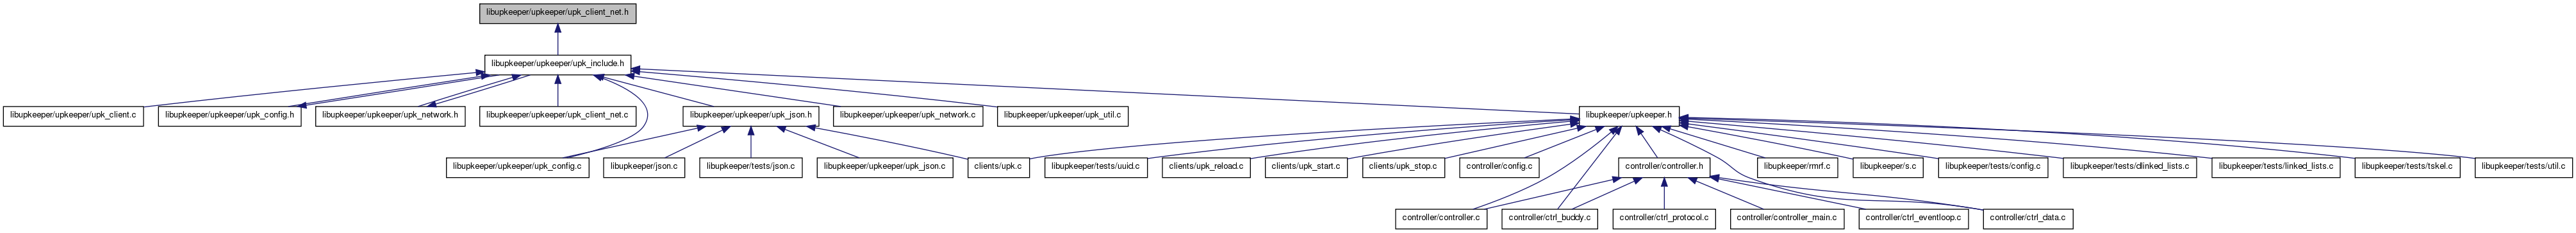 libupkeeper/upkeeper/upk_client_net.h
libupkeeper/upkeeper/upk_include.h
libupkeeper/upkeeper/upk_client.c
libupkeeper/upkeeper/upk_config.h
libupkeeper/upkeeper/upk_network.h
libupkeeper/upkeeper/upk_client_net.c
libupkeeper/upkeeper/upk_json.h
libupkeeper/upkeeper/upk_network.c
libupkeeper/upkeeper/upk_util.c
libupkeeper/upkeeper.h
libupkeeper/upkeeper/upk_config.c
libupkeeper/json.c
libupkeeper/tests/json.c
libupkeeper/upkeeper/upk_json.c
clients/upk.c
libupkeeper/tests/uuid.c
clients/upk_reload.c
clients/upk_start.c
clients/upk_stop.c
controller/config.c
controller/controller.h
libupkeeper/rmrf.c
libupkeeper/s.c
libupkeeper/tests/config.c
libupkeeper/tests/dlinked_lists.c
libupkeeper/tests/linked_lists.c
libupkeeper/tests/tskel.c
libupkeeper/tests/util.c
controller/controller.c
controller/ctrl_buddy.c
controller/ctrl_protocol.c
controller/controller_main.c
controller/ctrl_eventloop.c
controller/ctrl_data.c